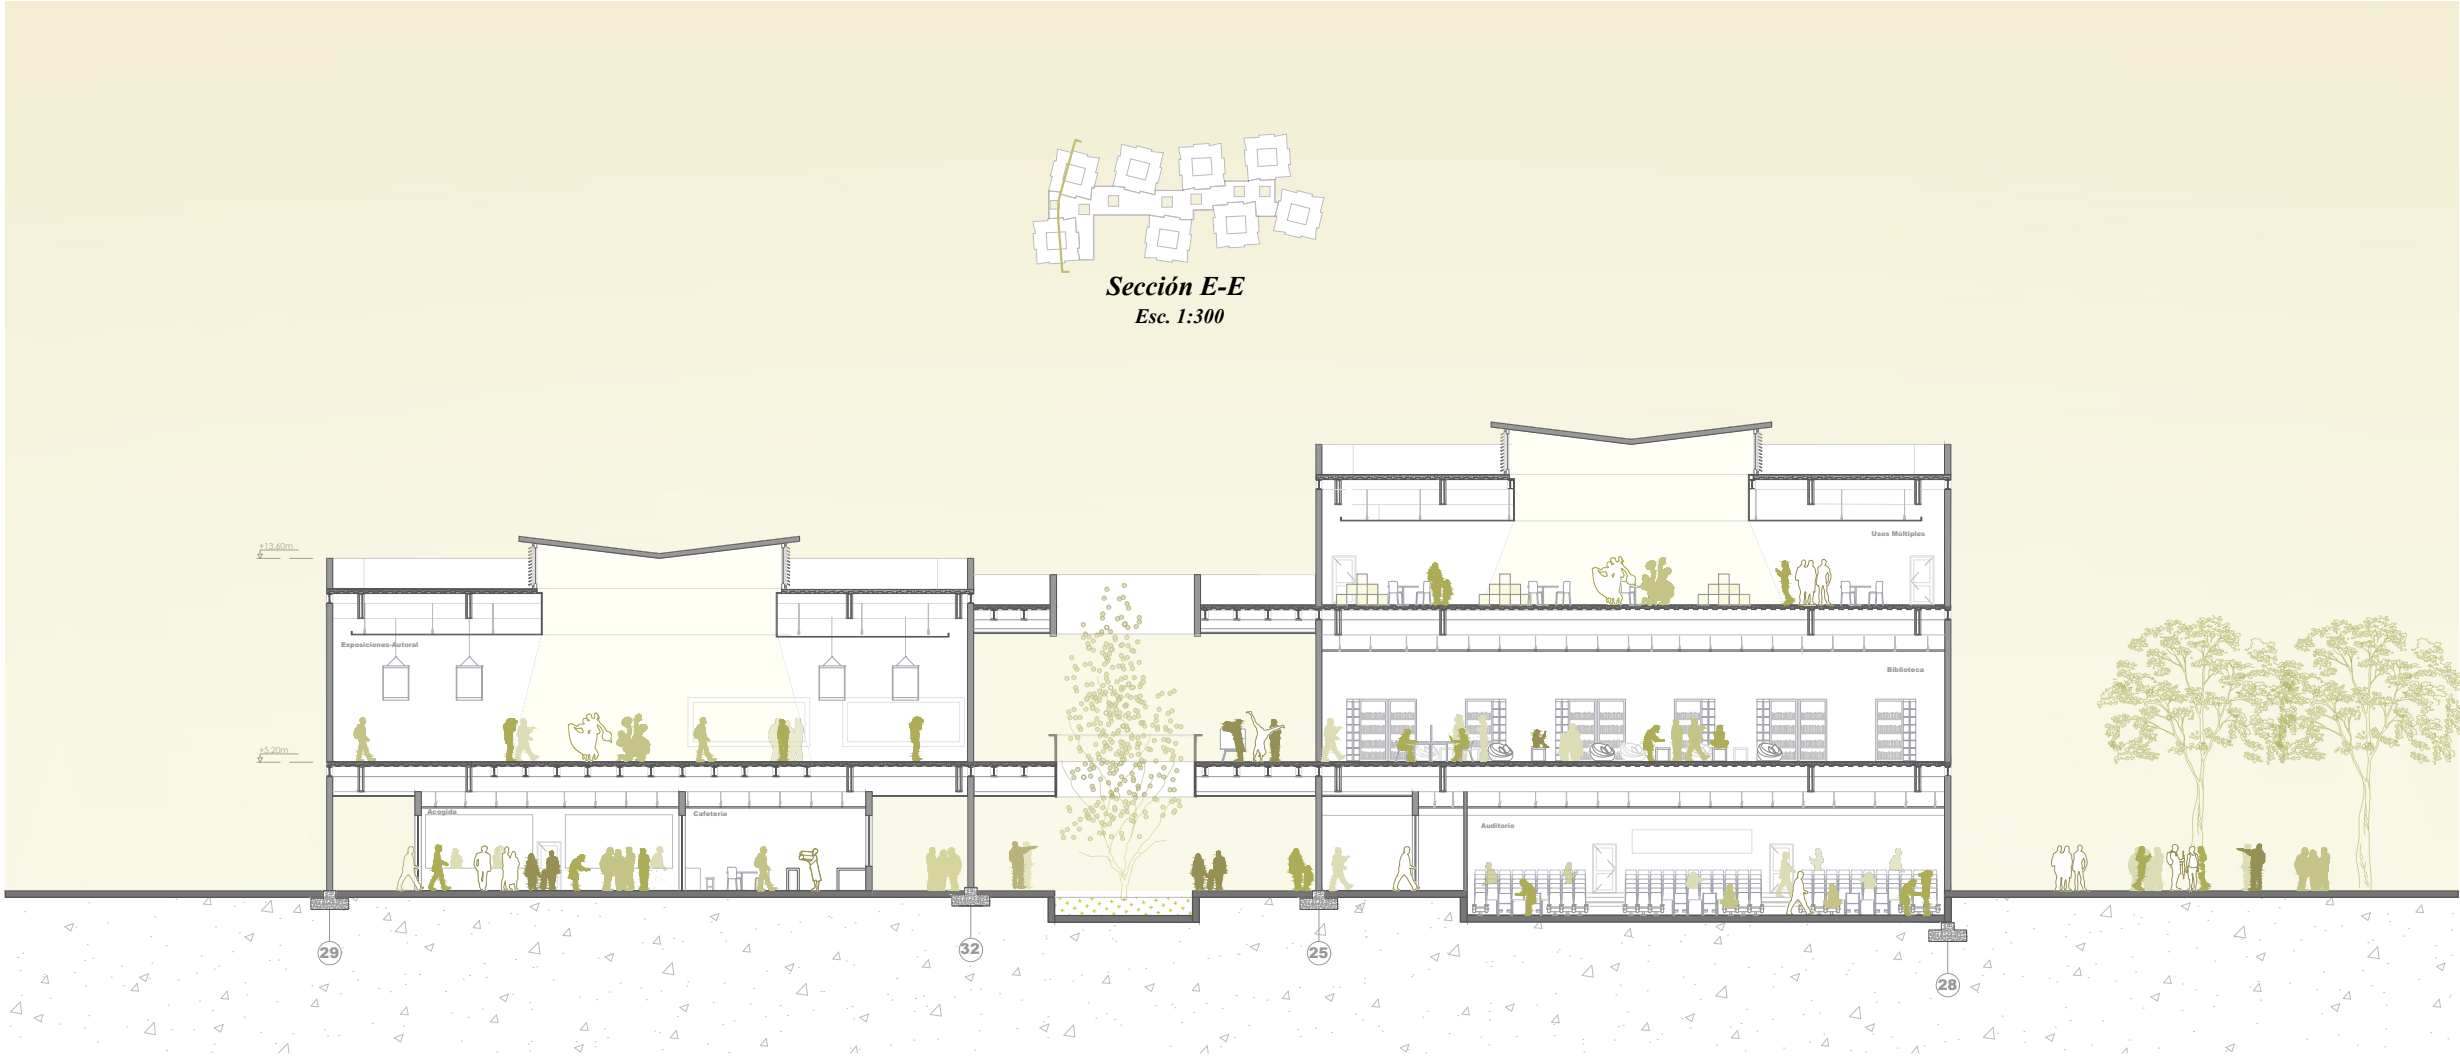 Sección E-E
Esc. 1:300
+13.60m
Usos Múltiples
Exposiciones-Autoral
Biblioteca
+5.20m
Acogida
Cafetería
Auditorio
29
32
25
28